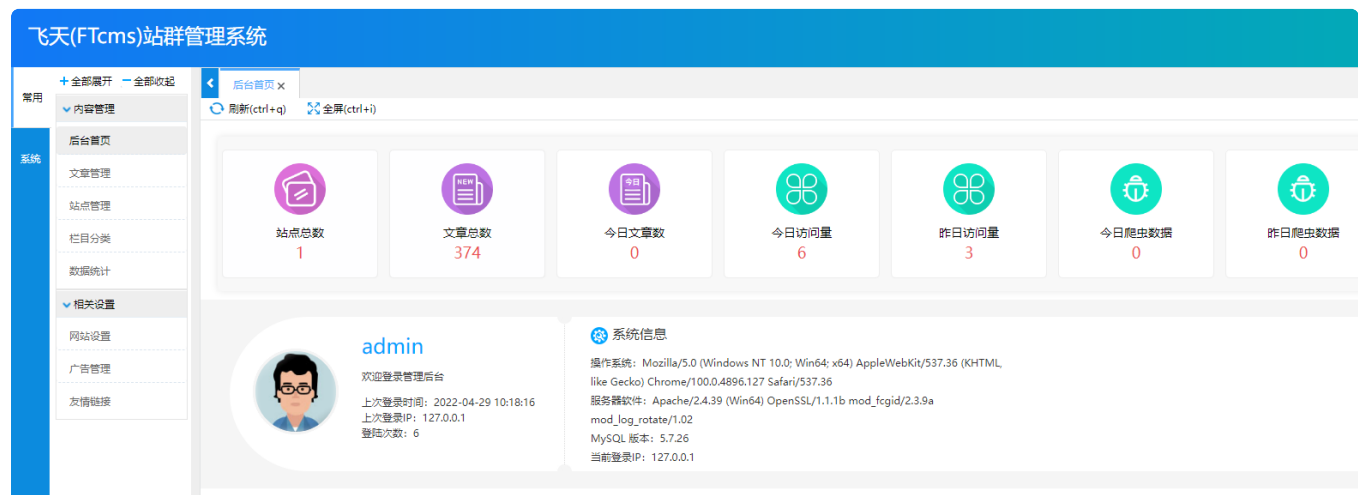 飞天(FTcms)站群管理系统
常用
系统
全部展开 全部收起
内容管理
后台首页
文章管理
站点管理
栏目分类
数据统计
相关设置
网站设置
广告管理
友情链接
后台首页
刷新(ctrl+q) 全屏(ctrl+i)
站点总数
1
NEW
文章总数
374
今日
今日文章数
0
今日访问量
6
昨日访问量
3
今日爬虫数据
0
昨日爬虫数据
0
admin
欢迎登录管理后台
上次登录时间：2022-04-29 10:18:16
上次登录IP：127.0.0.1
登陆次数：6
系统信息
操作系统：Mozilla/5.0 (Windows NT 10.0; Win64; x64) AppleWebKit/537.36 (KHTML,
like Gecko) Chrome/100.0.4896.127 Safari/537.36
服务器软件：Apache/2.4.39 (Win64) OpenSSL/1.1.1b mod_fcgid/2.3.9a
mod_log_rotate/1.02
MySQL 版本：5.7.26
当前登录IP：127.0.0.1